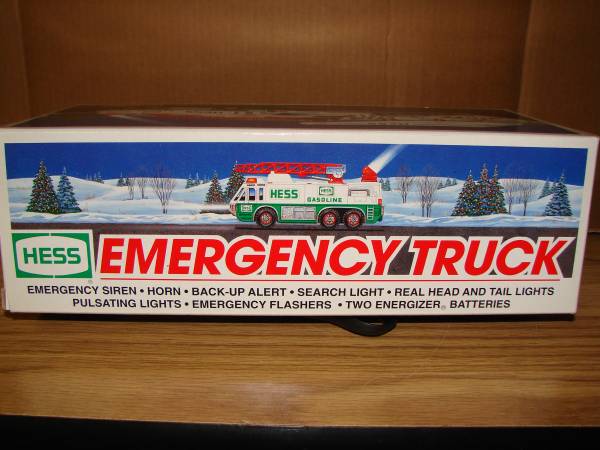 HESS
GASOLINE
HESS
EMERGENCY TRUCK
EMERGENCY SIREN • HORN • BACK-UP ALERT • SEARCH LIGHT • REAL HEAD AND TAIL LIGHTS
PULSATING LIGHTS • EMERGENCY FLASHERS • TWO ENERGIZER® BATTERIES